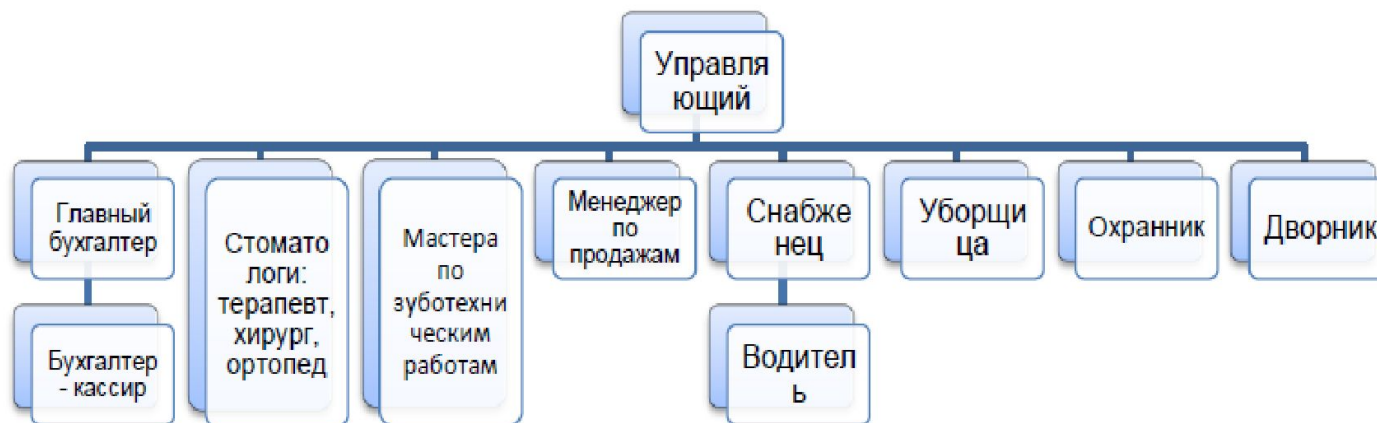 Управля
ющий
Главный
бухгалтер
Бухгалтер
- кассир
Стомато
логи:
терапевт,
хирург,
ортопед
Мастера
по
зуботехни
ческим
работам
Менеджер
по
продажам
Снабже
нец
Водител
ь
Уборщи
ца
Охранник
Дворник